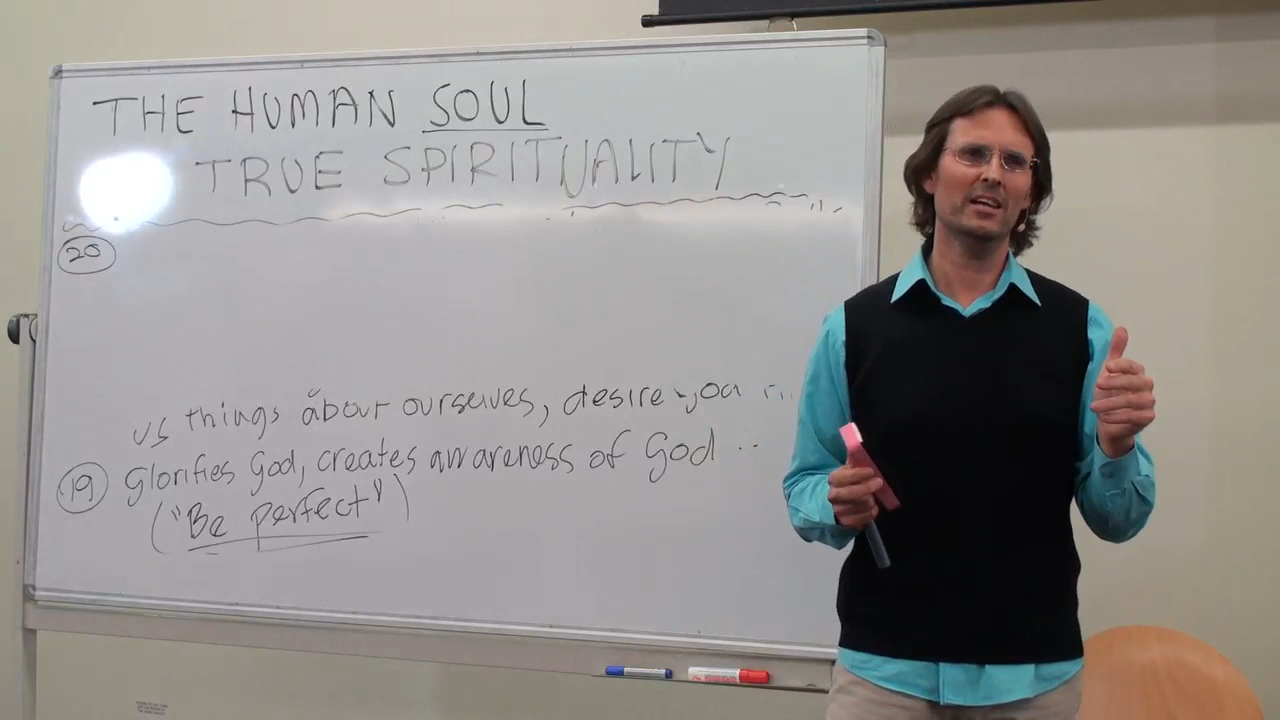 THE HUMAN SOUL
TRUE SPIRITUALITY
20
us things about ourselves, desire you
19 glorifies God, creates awareness of God ...
("Be perfect")